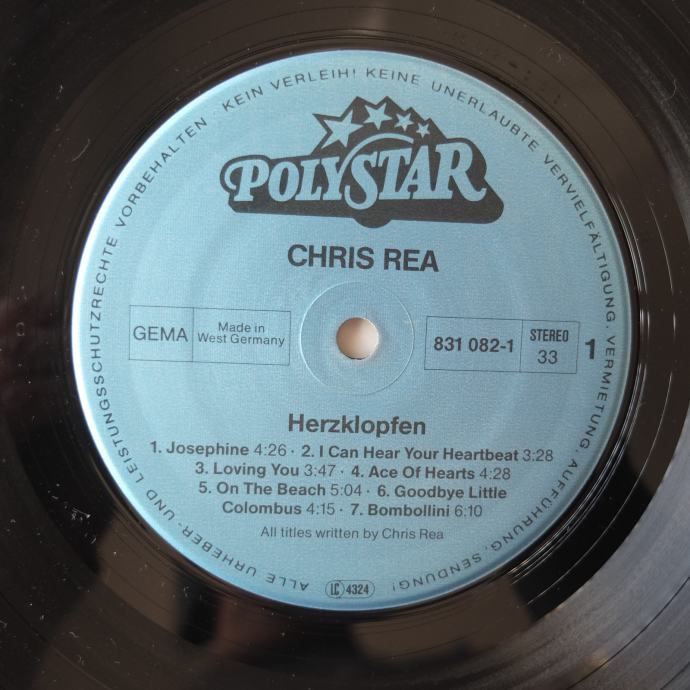 ALLE URHEBER- UND LEISTUNGSSCHUTZRECHTE VORBEHALTEN · KEIN VERLEIH! KEINE UNERLAUBTE VERVIELFÄLTIGUNG, VERMIETUNG, AUFFÜHRUNG, SENDUNG!
POLYSTAR
CHRIS REA
GEMA
Made in
West Germany
831 082-1
STEREO
33
1
Herzklopfen
1. Josephine 4:26 · 2. I Can Hear Your Heartbeat 3:28
3. Loving You 3:47 · 4. Ace Of Hearts 4:28
5. On The Beach 5:04 · 6. Goodbye Little
Colombus 4:15 · 7. Bombollini 6:10
All titles written by Chris Rea
LC 4324